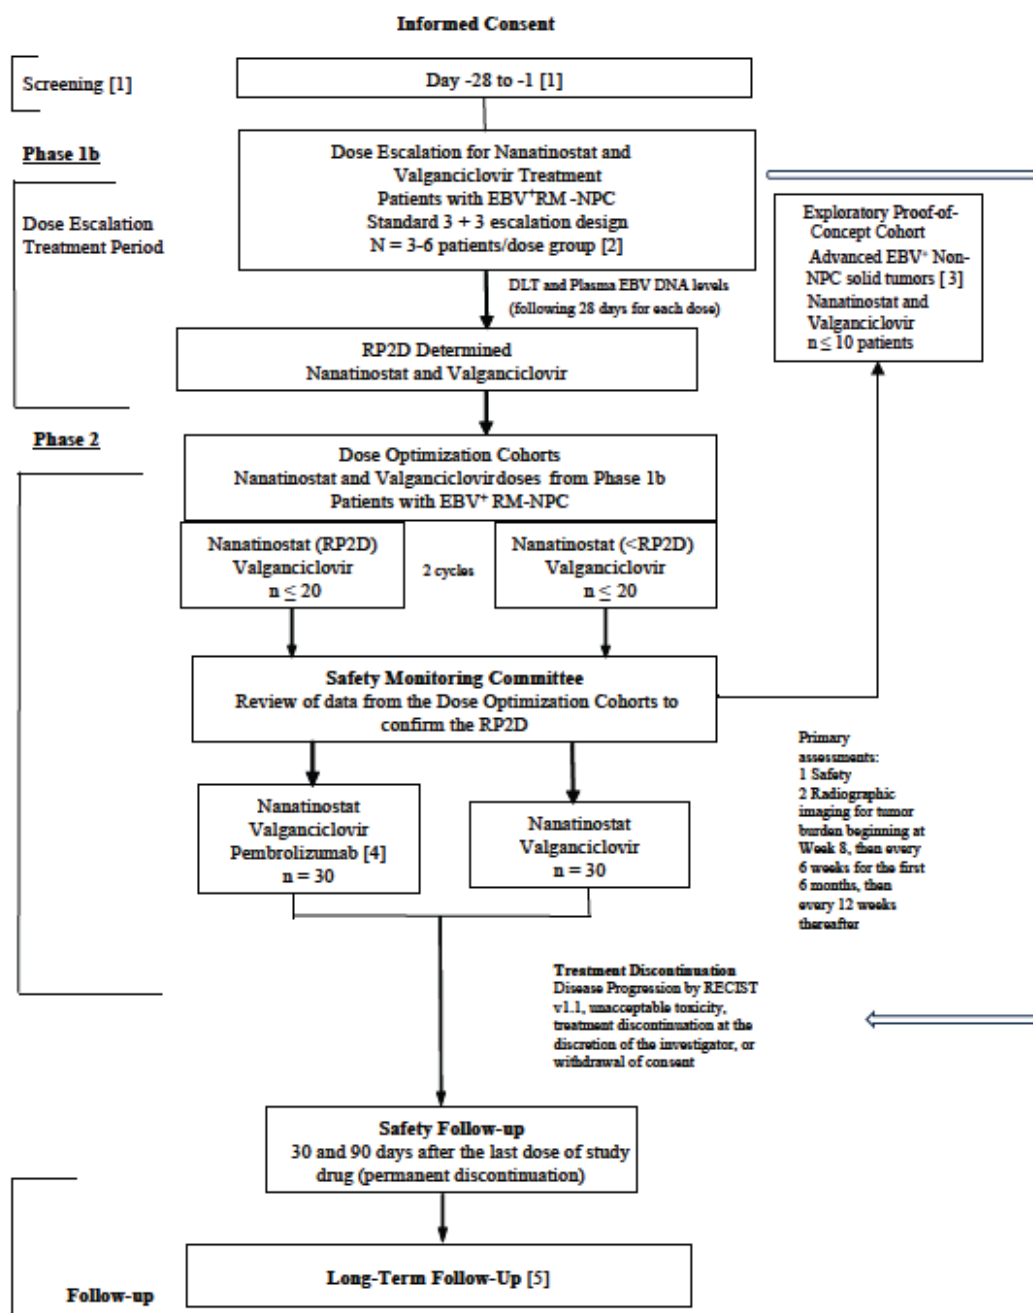 Informed Consent
Screening [1]
Day -28 to -1 [1]
Phase 1b
Dose Escalation
Treatment Period
Dose Escalation for Nanatinostat and
Valganciclovir Treatment
Patients with EBV⁺RM -NPC
Standard 3 + 3 escalation design
N = 3-6 patients/dose group [2]
Exploratory Proof-of-
Concept Cohort
Advanced EBV⁺ Non-
NPC solid tumors [ 3]
Nanatinostat and
Valganciclovir
n ≤ 10 patients
DLT and Plasma EBV DNA levels
(following 28 days for each dose)
RP2D Determined
Nanatinostat and Valganciclovir
Phase 2
Dose Optimization Cohorts
Nanatinostat and Valganciclovirdoses from Phase 1b
Patients with EBV⁺ RM-NPC
Nanatinostat (RP2D)
Valganciclovir
n ≤ 20
2 cycles
Nanatinostat (<RP2D)
Valganciclovir
n ≤ 20
Safety Monitoring Committee
Review of data from the Dose Optimization Cohorts to
confirm the RP2D
Nanatinostat
Valganciclovir
Pembrolizumab [4]
n = 30
Nanatinostat
Valganciclovir
n = 30
Primary
assessments:
1 Safety
2 Radiographic
imaging for tumor
burden beginning at
Week 8, then every
6 weeks for the first
6 months, then
every 12 weeks
thereafter
Treatment Discontinuation
Disease Progression by RECIST
v1.1, unacceptable toxicity,
treatment discontinuation at the
discretion of the investigator, or
withdrawal of consent
Safety Follow-up
30 and 90 days after the last dose of study
drug (permanent discontinuation)
Long-Term Follow-Up [5]
Follow-up